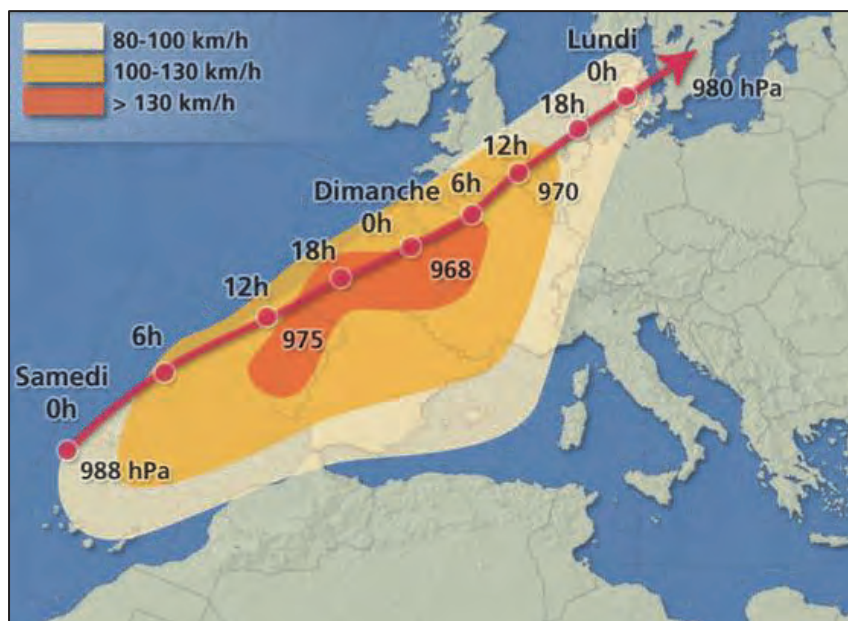 80-100 km/h
100-130 km/h
> 130 km/h
Lundi
0h
980 hPa
18h
12h
970
Dimanche
6h
0h
968
18h
12h
975
6h
Samedi
0h
988 hPa